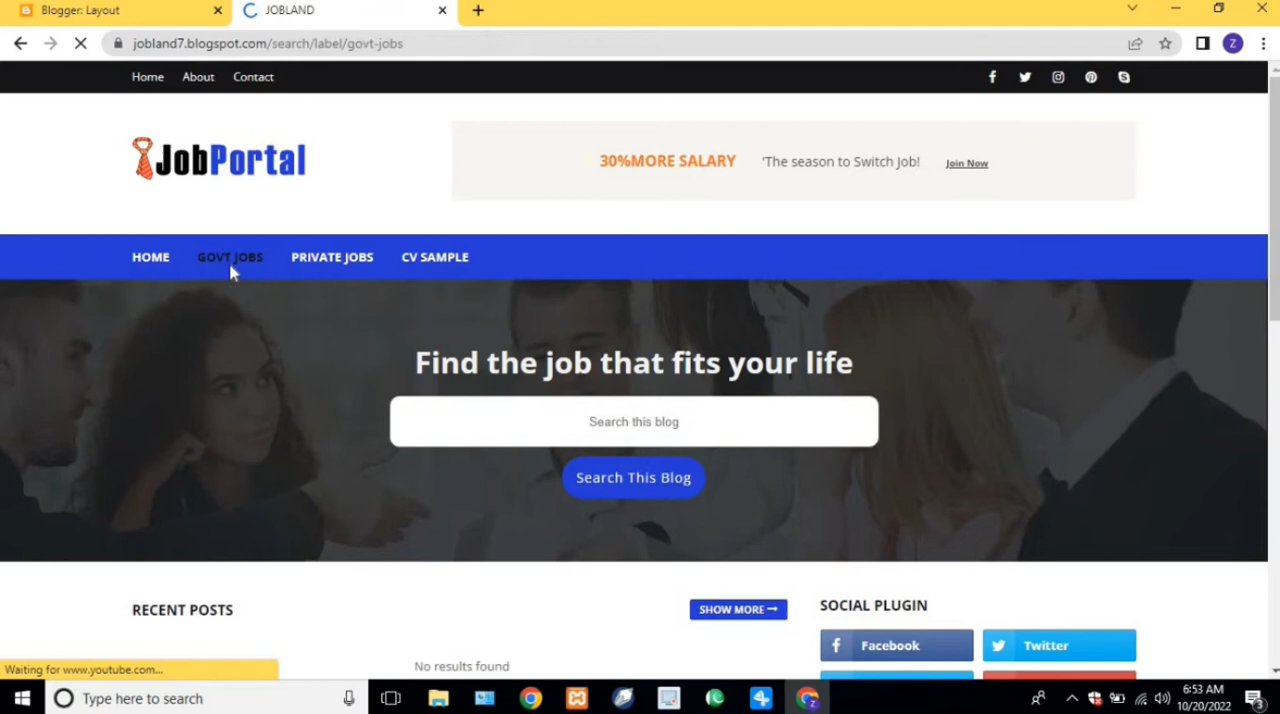 Blogger: Layout
JOBLAND
jobland7.blogspot.com/search/label/govt-jobs
Z
Home About Contact
JobPortal
30%MORE SALARY 'The season to Switch Job! Join Now
HOME GOVT JOBS PRIVATE JOBS CV SAMPLE
Find the job that fits your life
Search this blog
Search This Blog
RECENT POSTS
SHOW MORE
SOCIAL PLUGIN
Facebook
Twitter
No results found
Waiting for www.youtube.com...
Type here to search
6:53 AM
10/20/2022
3